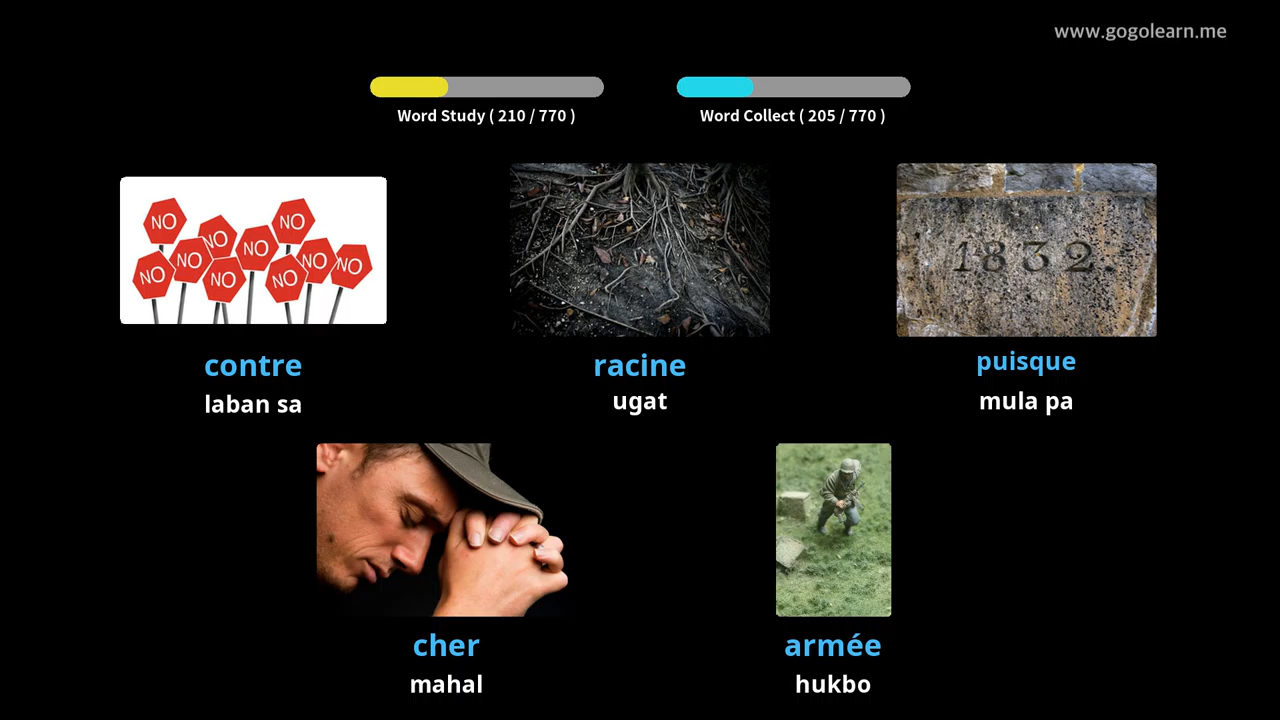 www.gogolearn.me
Word Study ( 210 / 770 )
Word Collect ( 205 / 770 )
NO
NO
NO
NO
NO
NO
NO
NO
NO
NO
1832.
contre
racine
puisque
laban sa
ugat
mula pa
cher
armée
mahal
hukbo